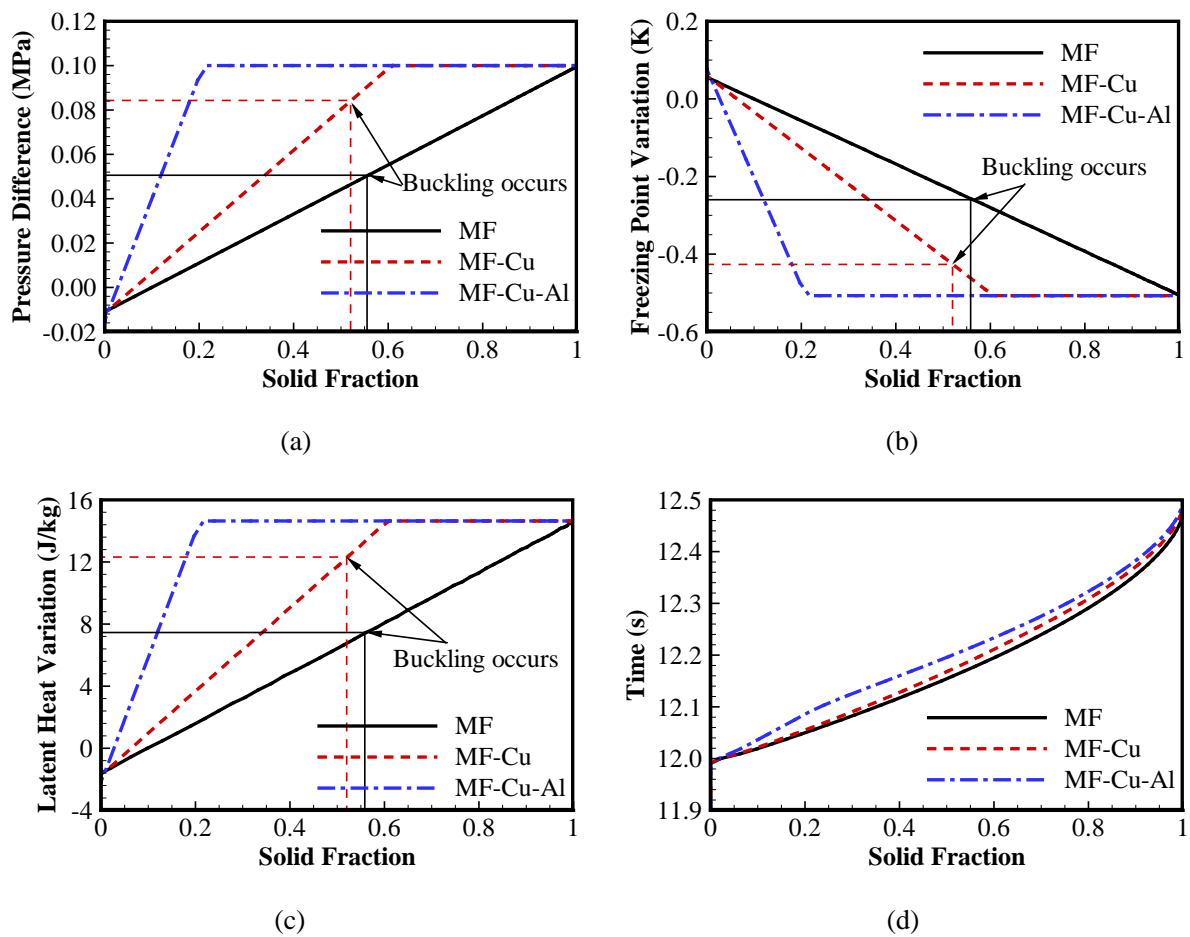 0.12
0.10
0.08
0.06
0.04
0.02
0.00
-0.02
Pressure Difference (MPa)
Buckling occurs
MF
MF-Cu
MF-Cu-Al
0 0.2 0.4 0.6 0.8 1
Solid Fraction
(a)
0.2
0.0
-0.2
-0.4
-0.6
Freezing Point Variation (K)
MF
MF-Cu
MF-Cu-Al
Buckling occurs
0 0.2 0.4 0.6 0.8 1
Solid Fraction
(b)
16
12
8
4
0
-4
Latent Heat Variation (J/kg)
Buckling occurs
MF
MF-Cu
MF-Cu-Al
0 0.2 0.4 0.6 0.8 1
Solid Fraction
(c)
12.5
12.4
12.3
12.2
12.1
12.0
11.9
Time (s)
MF
MF-Cu
MF-Cu-Al
0 0.2 0.4 0.6 0.8 1
Solid Fraction
(d)